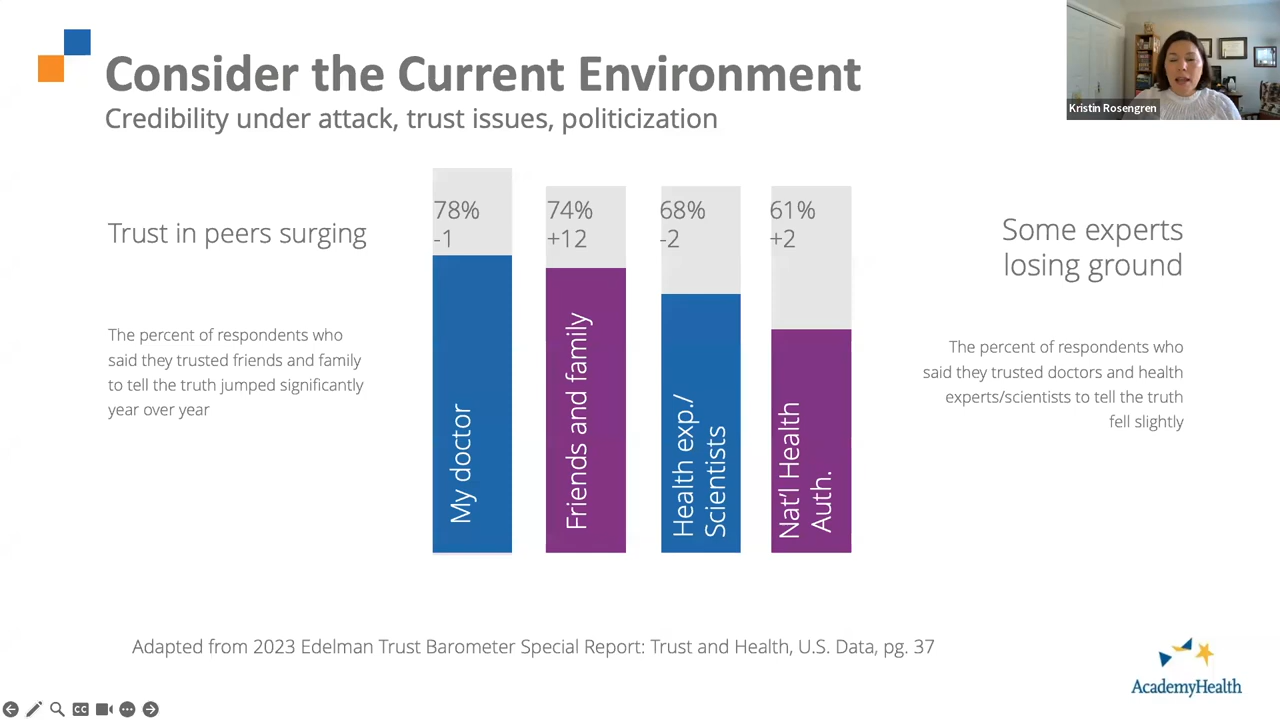 Consider the Current Environment
Credibility under attack, trust issues, politicization
Kristin Rosengren
Trust in peers surging
The percent of respondents who
said they trusted friends and family
to tell the truth jumped significantly
year over year
78%
-1
My doctor
74%
+12
Friends and family
68%
-2
Health exp./
Scientists
61%
+2
Nat'l Health
Auth.
Some experts
losing ground
The percent of respondents who
said they trusted doctors and health
experts/scientists to tell the truth
fell slightly
Adapted from 2023 Edelman Trust Barometer Special Report: Trust and Health, U.S. Data, pg. 37
AcademyHealth
CC